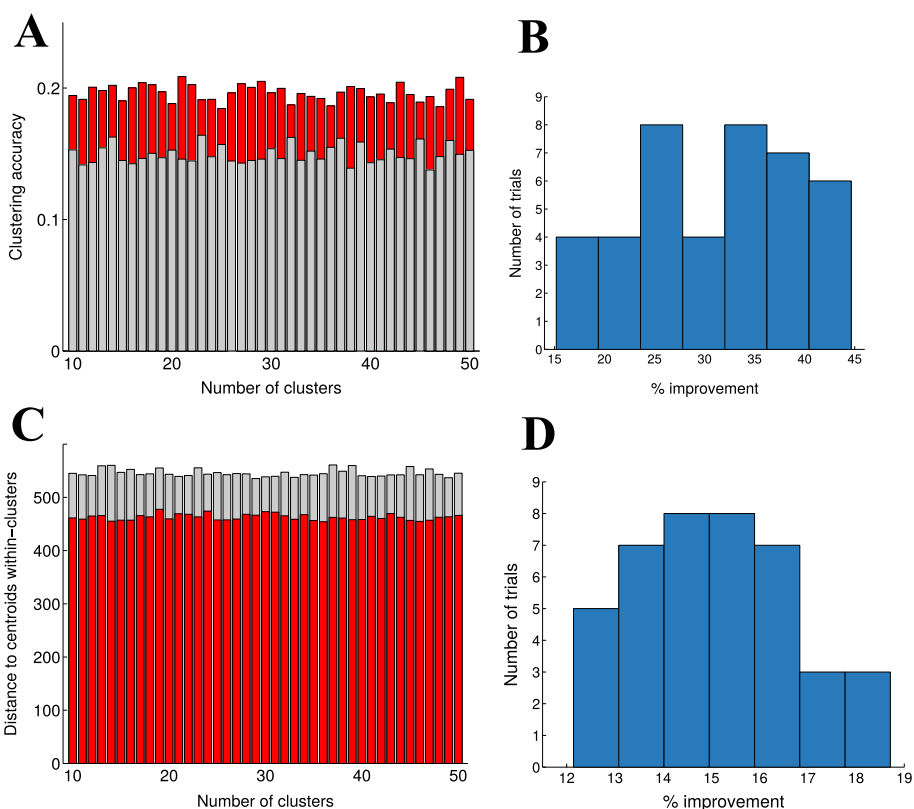 A
Clustering accuracy
0.2
0.1
0
10 20 30 40 50
Number of clusters
B
Number of trials
9
8
7
6
5
4
3
2
1
0
15 20 25 30 35 40 45
% improvement
C
Distance to centroids within-clusters
500
400
300
200
100
0
10 20 30 40 50
Number of clusters
D
Number of trials
9
8
7
6
5
4
3
2
1
0
12 13 14 15 16 17 18 19
% improvement